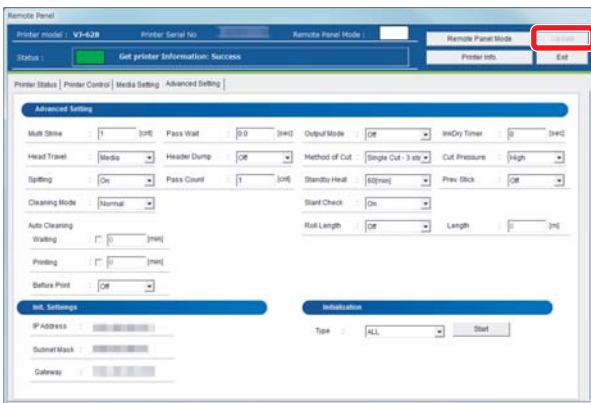 Remote Panel
Printer model : VJ-628 Printer Serial No Remote Panel Mode : Remote Panel Mode Update
Status : Get printer Information: Success Printer Info. Exit
Printer Status Printer Control Media Setting Advanced Setting
Advanced Setting
Multi Strike : 1 [cnt] Pass Wait : 0.0 [sec] Output Mode : Off InkDry Timer : 0 [sec]
Head Travel : Media Header Dump : Off Method of Cut : Single Cut - 3 ste Cut Pressure : High
Spitting : On Pass Count : 1 [cnt] Standby Heat : 60[min] Prev. Stick : Off
Cleaning Mode : Normal Slant Check : On
Auto Cleaning Roll Length : Off Length : 0 [m]
Waiting : 0 [min]
Printing : 0 [min]
Before Print : Off
Init. Settings Initialization
IP Address : Type : ALL Start
Subnet Mask :
Gateway :